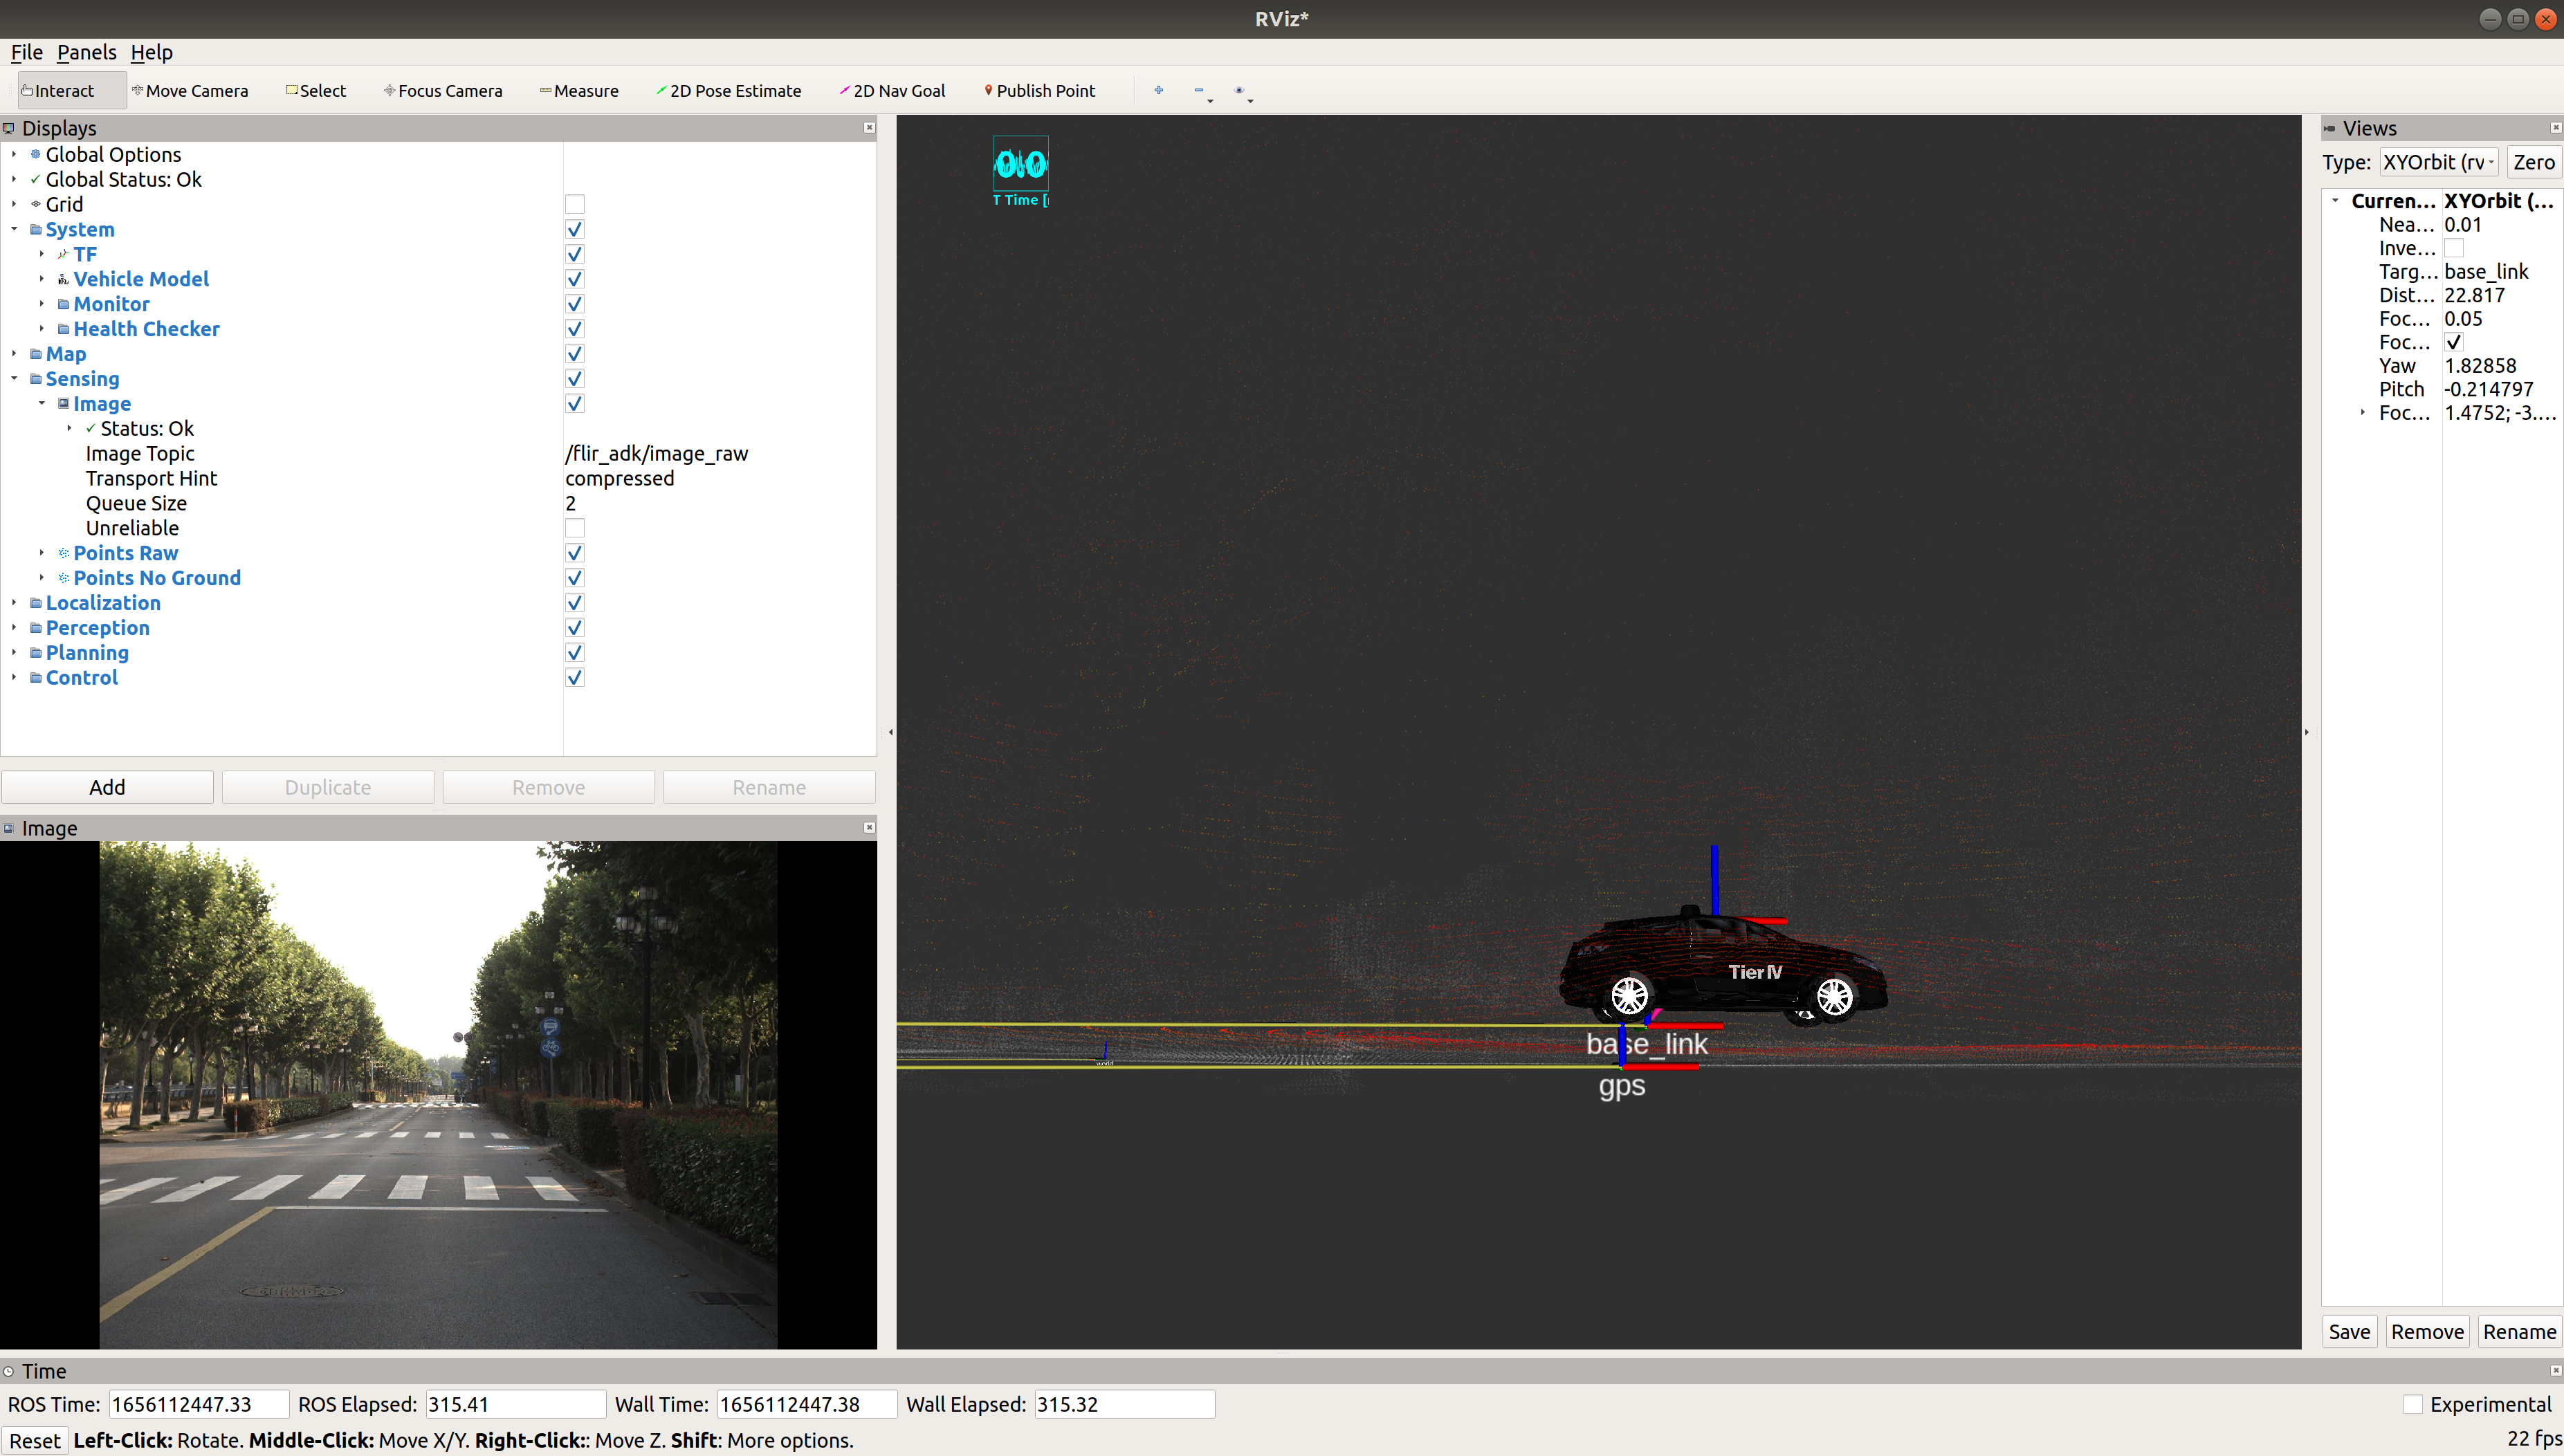 RViz*
File Panels Help
Interact Move Camera Select Focus Camera Measure 2D Pose Estimate 2D Nav Goal Publish Point
Displays
Global Options
Global Status: Ok
Grid
System
TF
Vehicle Model
Monitor
Health Checker
Map
Sensing
Image
Status: Ok
Image Topic /flir_adk/image_raw
Transport Hint compressed
Queue Size 2
Unreliable
Points Raw
Points No Ground
Localization
Perception
Planning
Control
Add Duplicate Remove Rename
Image
0.0
T Time [
Tier IV
base_link
gps
world
Views
Type: XYOrbit (rv Zero
Curren... XYOrbit (...
Nea... 0.01
Inve...
Targ... base_link
Dist... 22.817
Foc... 0.05
Foc...
Yaw 1.82858
Pitch -0.214797
Foc... 1.4752; -3....
Save Remove Rename
Time
ROS Time: 1656112447.33 ROS Elapsed: 315.41 Wall Time: 1656112447.38 Wall Elapsed: 315.32 Experimental
Reset Left-Click: Rotate. Middle-Click: Move X/Y. Right-Click:: Move Z. Shift: More options. 22 fps